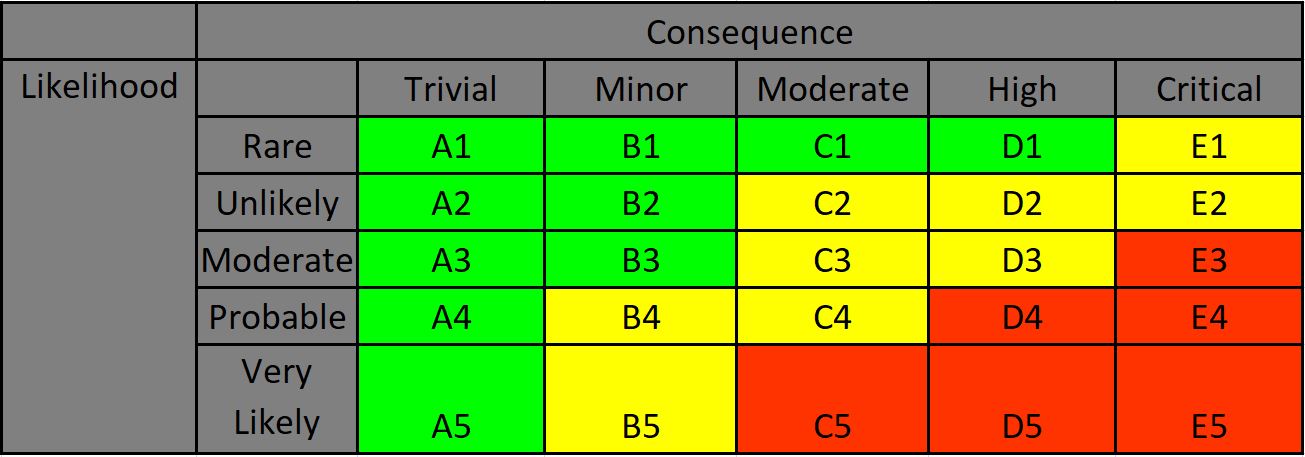 Consequence
Likelihood Trivial Minor Moderate High Critical
Rare A1 B1 C1 D1 E1
Unlikely A2 B2 C2 D2 E2
Moderate A3 B3 C3 D3 E3
Probable A4 B4 C4 D4 E4
Very
Likely A5 B5 C5 D5 E5